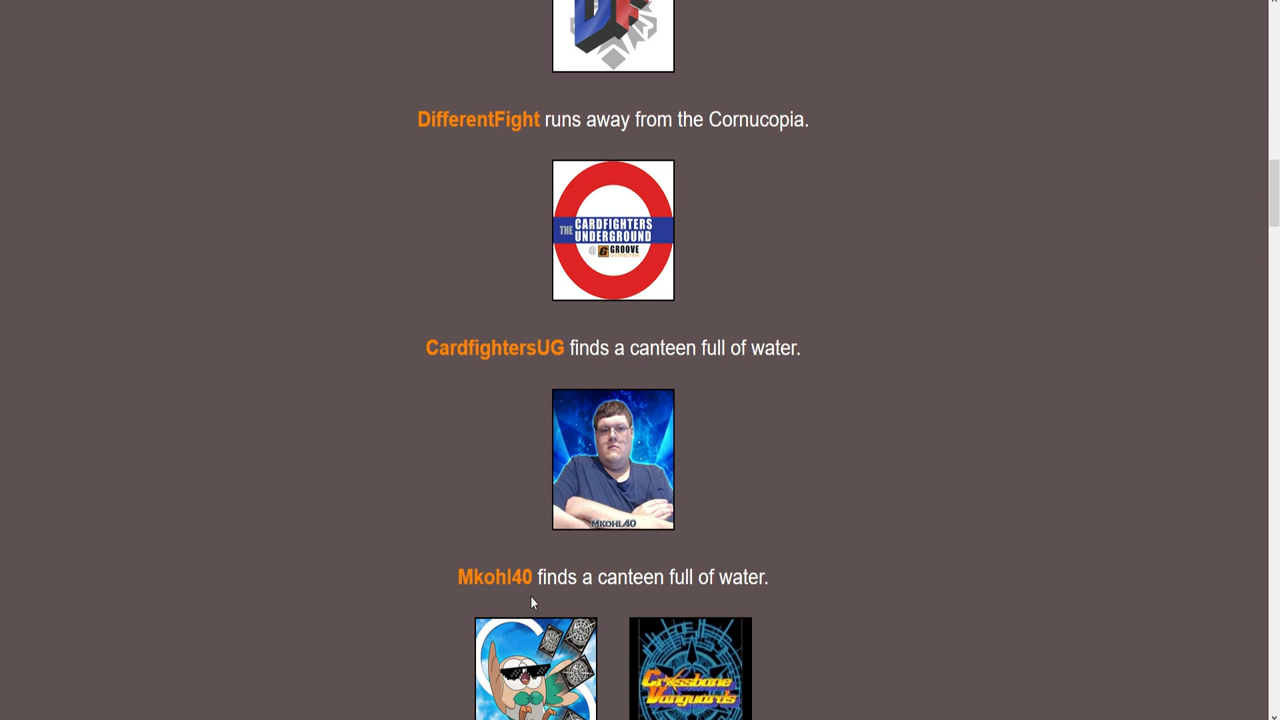 DF
DifferentFight runs away from the Cornucopia.
THE CARDFIGHTERS
UNDERGROUND
@ G GROOVE
CardfightersUG finds a canteen full of water.
MKOHL40
Mkohl40 finds a canteen full of water.
Crossbone
Vanguards